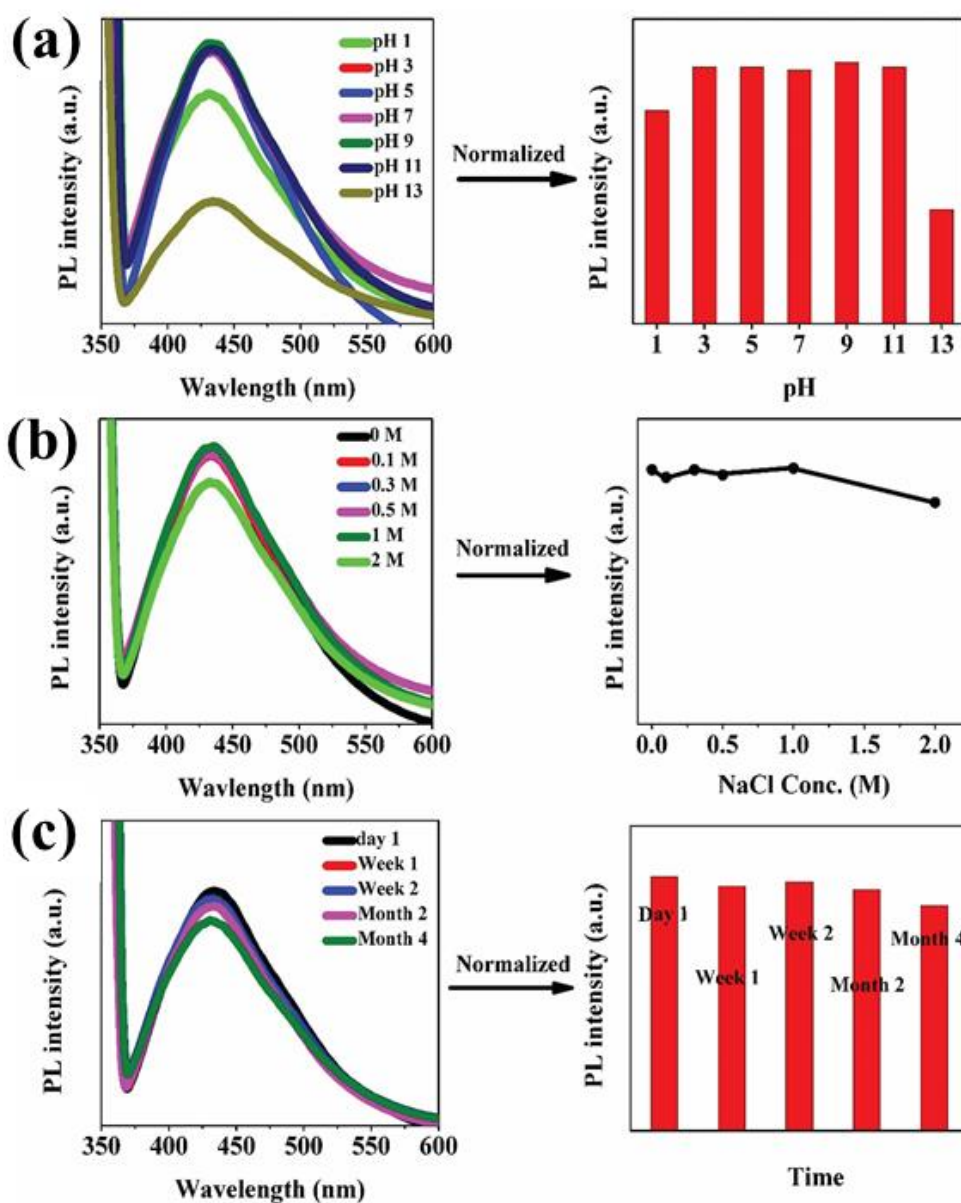 (a)
PL intensity (a.u.)
pH 1
pH 3
pH 5
pH 7
pH 9
pH 11
pH 13
350 400 450 500 550 600
Wavlength (nm)
Normalized
PL intensity (a.u.)
1 3 5 7 9 11 13
pH
(b)
PL intensity (a.u.)
0 M
0.1 M
0.3 M
0.5 M
1 M
2 M
350 400 450 500 550 600
Wavlength (nm)
Normalized
PL intensity (a.u.)
0.0 0.5 1.0 1.5 2.0
NaCl Conc. (M)
(c)
PL intensity (a.u.)
day 1
Week 1
Week 2
Month 2
Month 4
350 400 450 500 550 600
Wavelength (nm)
Normalized
PL intensity (a.u.)
Day 1
Week 1
Week 2
Month 2
Month 4
Time